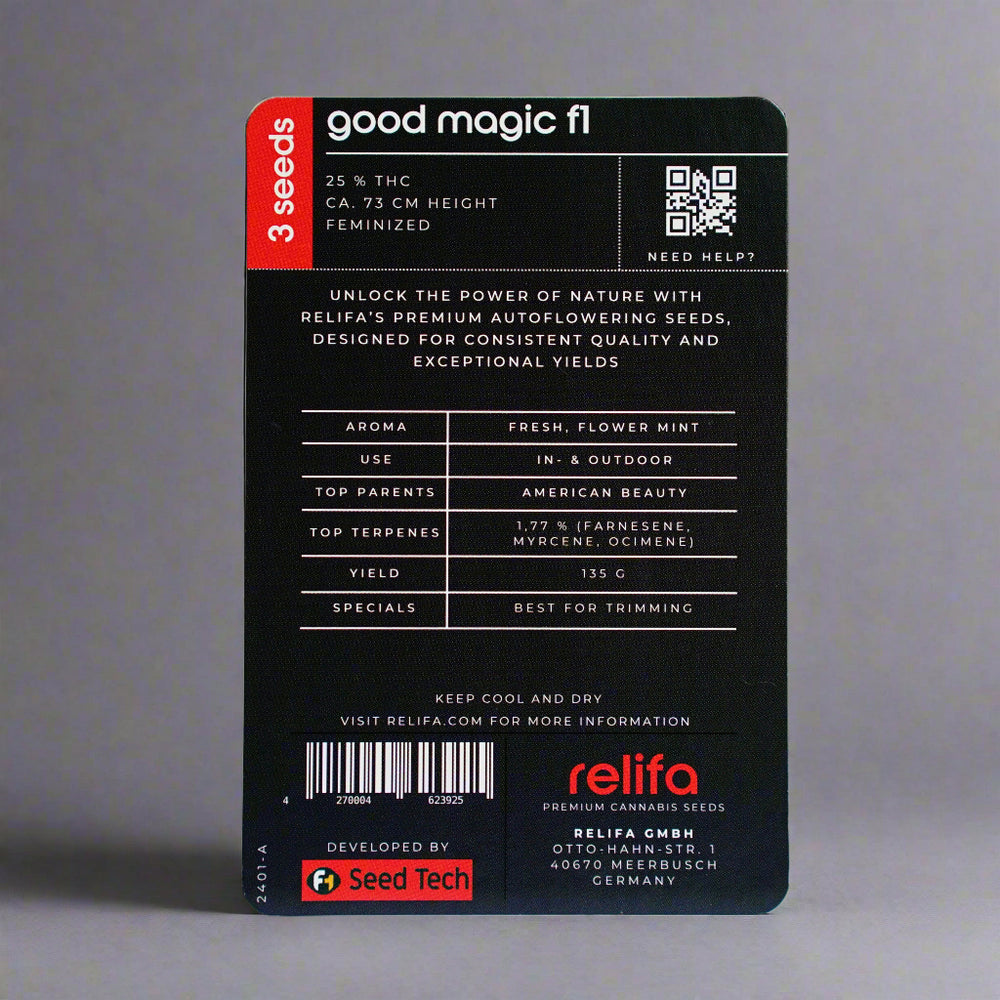 3 seeds
good magic f1
25 % THC
CA. 73 CM HEIGHT
FEMINIZED
NEED HELP?
UNLOCK THE POWER OF NATURE WITH
RELIFA'S PREMIUM AUTOFLOWERING SEEDS,
DESIGNED FOR CONSISTENT QUALITY AND
EXCEPTIONAL YIELDS
AROMA FRESH, FLOWER MINT
USE IN- & OUTDOOR
TOP PARENTS AMERICAN BEAUTY
TOP TERPENES 1,77 % (FARNESENE,
MYRCENE, OCIMENE)
YIELD 135 G
SPECIALS BEST FOR TRIMMING
KEEP COOL AND DRY
VISIT RELIFA.COM FOR MORE INFORMATION
4 270004 623925
DEVELOPED BY
F1 Seed Tech
2401-A
relifa
PREMIUM CANNABIS SEEDS
RELIFA GMBH
OTTO-HAHN-STR. 1
40670 MEERBUSCH
GERMANY